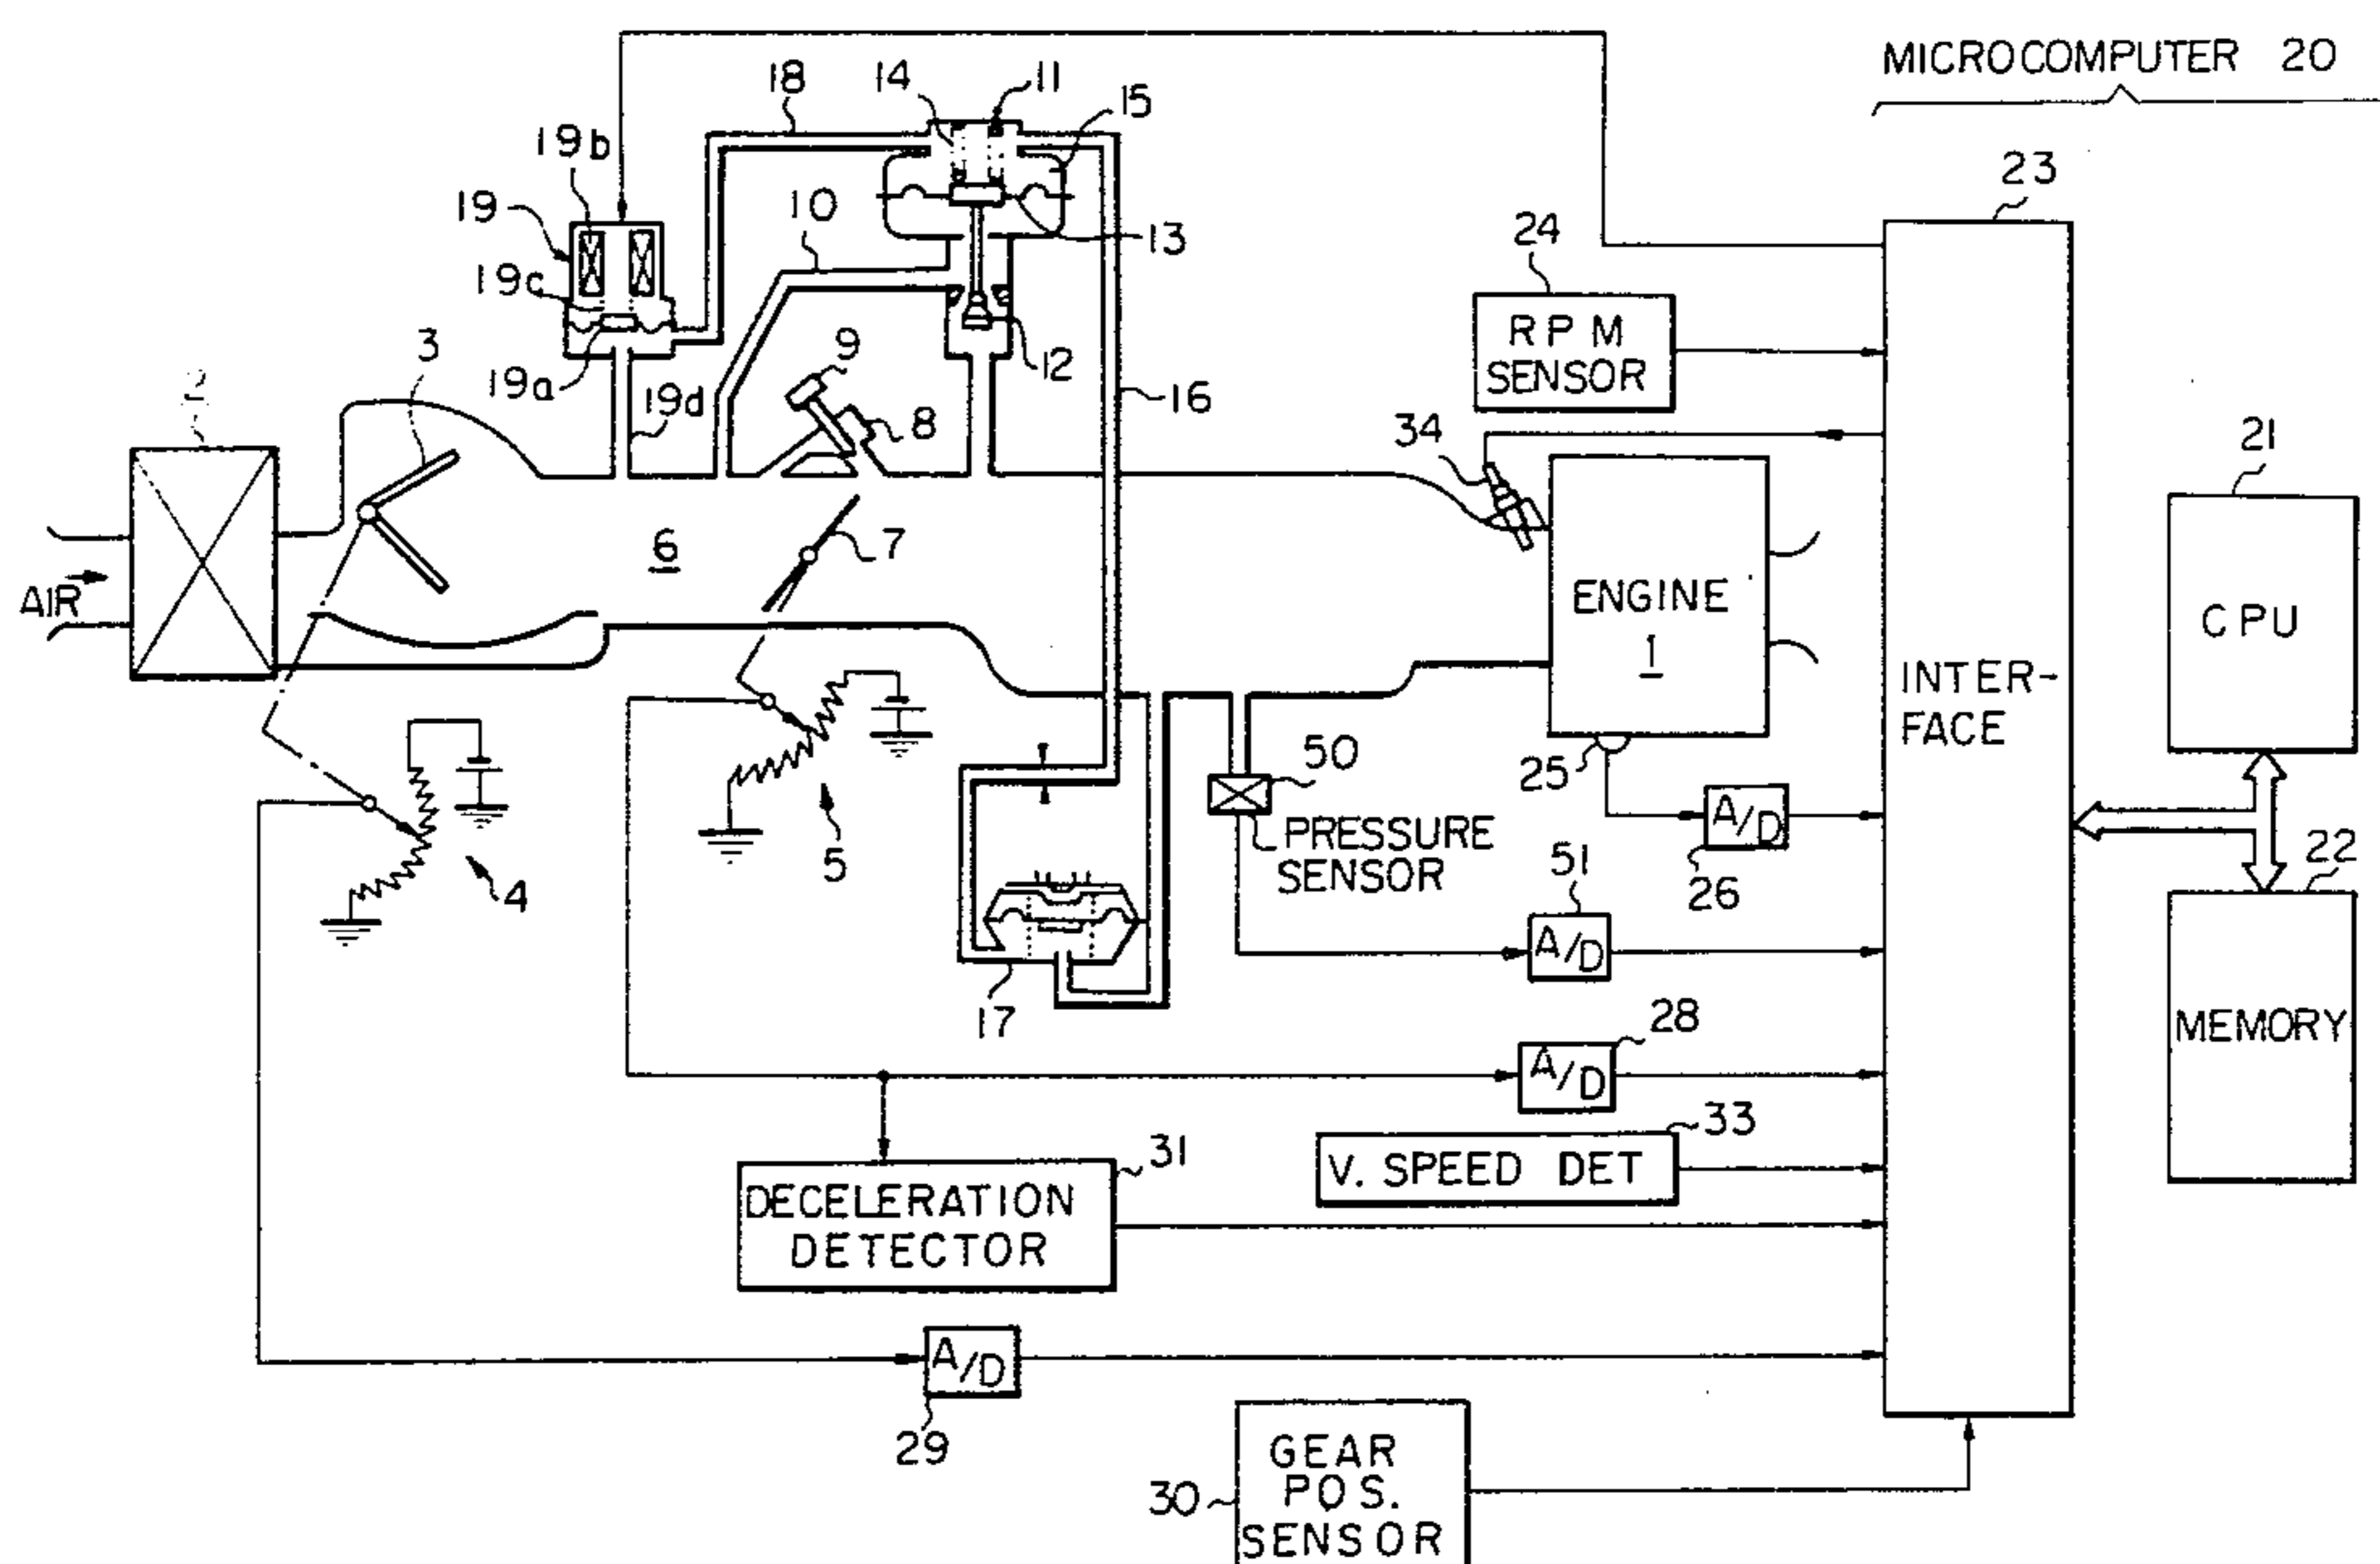 MICROCOMPUTER 20
18
14
11
15
19b
19
10
23
13
24
19c
RPM
SENSOR
3
9
12
2
19a
19d
16
8
34
21
6
7
AIR
ENGINE
1
CPU
INTER-
FACE
50
25
A/D
PRESSURE
SENSOR
5
51
26
22
4
A/D
MEMORY
17
28
A/D
33
31
V. SPEED DET
DECELERATION
DETECTOR
A/D
29
GEAR
POS.
SENSOR
30